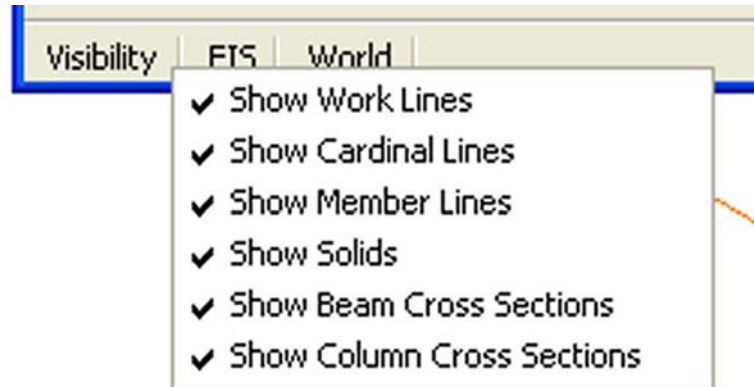 Visibility FIS World
Show Work Lines
Show Cardinal Lines
Show Member Lines
Show Solids
Show Beam Cross Sections
Show Column Cross Sections